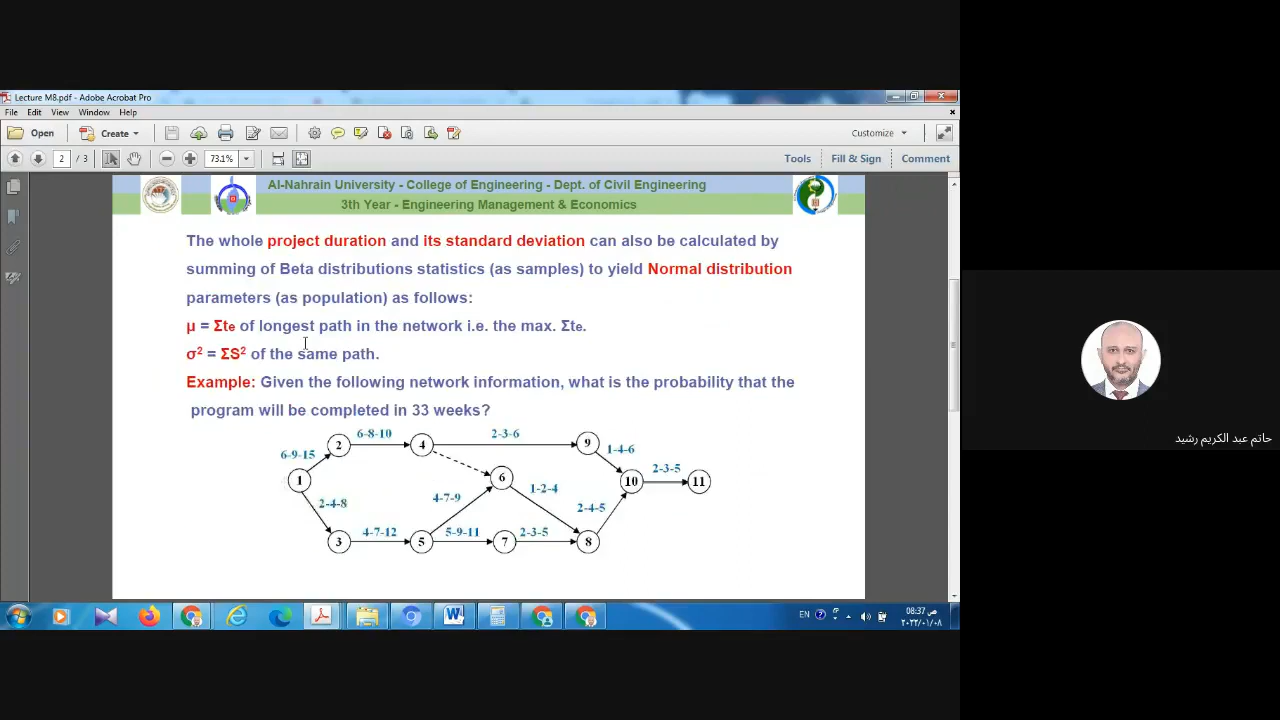 Lecture M8.pdf - Adobe Acrobat Pro
File Edit View Window Help
Open Create Customize
2 / 3 73.1% Tools Fill & Sign Comment
Al-Nahrain University - College of Engineering - Dept. of Civil Engineering
3th Year - Engineering Management & Economics
The whole project duration and its standard deviation can also be calculated by
summing of Beta distributions statistics (as samples) to yield Normal distribution
parameters (as population) as follows:
µ = Σte of longest path in the network i.e. the max. Σte.
σ² = ΣS² of the same path.
Example: Given the following network information, what is the probability that the
program will be completed in 33 weeks?
6-8-10 2-3-6
2 4 9
6-9-15 1-4-6
2-3-5
1 6 10 11
1-2-4
2-4-8 4-7-9 2-4-5
4-7-12 5-9-11 2-3-5
3 5 7 8
حاتم عبد الكريم رشيد
EN 08:37 ص
٢٠٢٢/٠١/٠٨